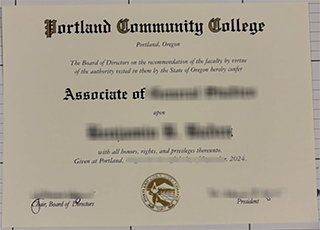 Portland Community College
Portland, Oregon
The Board of Directors on the recommendation of the faculty by virtue
of the authority vested in them by the State of Oregon hereby confer
Associate of
upon
with all honors, rights, and privileges thereunto.
Given at Portland, 2024.
Chair, Board of Directors
President